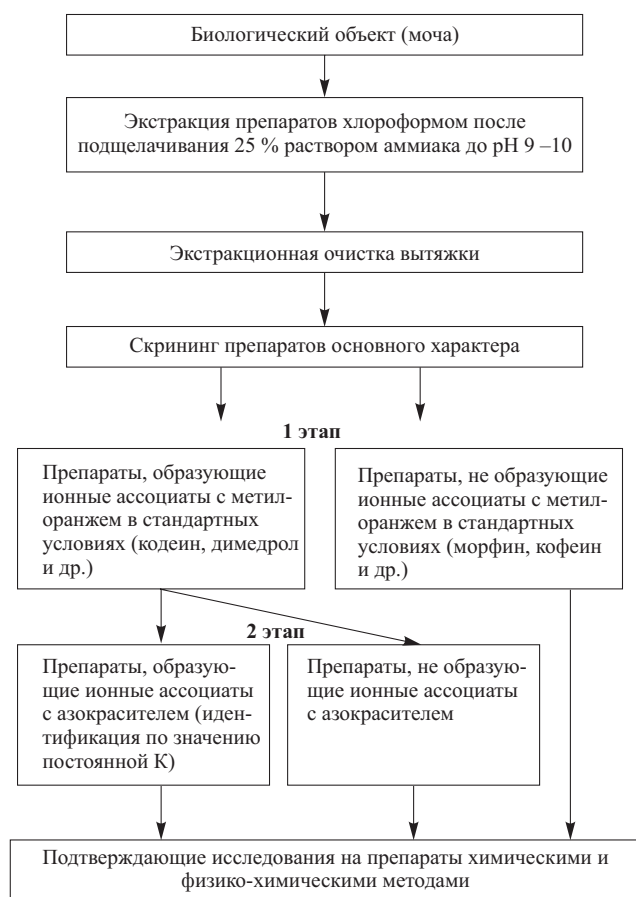 Биологический объект (моча)
Экстракция препаратов хлороформом после
подщелачивания 25 % раствором аммиака до pH 9 –10
Экстракционная очистка вытяжки
Скрининг препаратов основного характера
1 этап
Препараты, образующие
ионные ассоциаты с метил-
оранжем в стандартных
условиях (кодеин, димедрол
и др.)
Препараты, не образующие
ионные ассоциаты с метил-
оранжем в стандартных
условиях (морфин, кофеин
и др.)
2 этап
Препараты, образую-
щие ионные ассоциаты
с азокрасителем (иден-
тификация по значению
постоянной К)
Препараты, не образую-
щие ионные ассоциаты
с азокрасителем
Подтверждающие исследования на препараты химическими и
физико-химическими методами